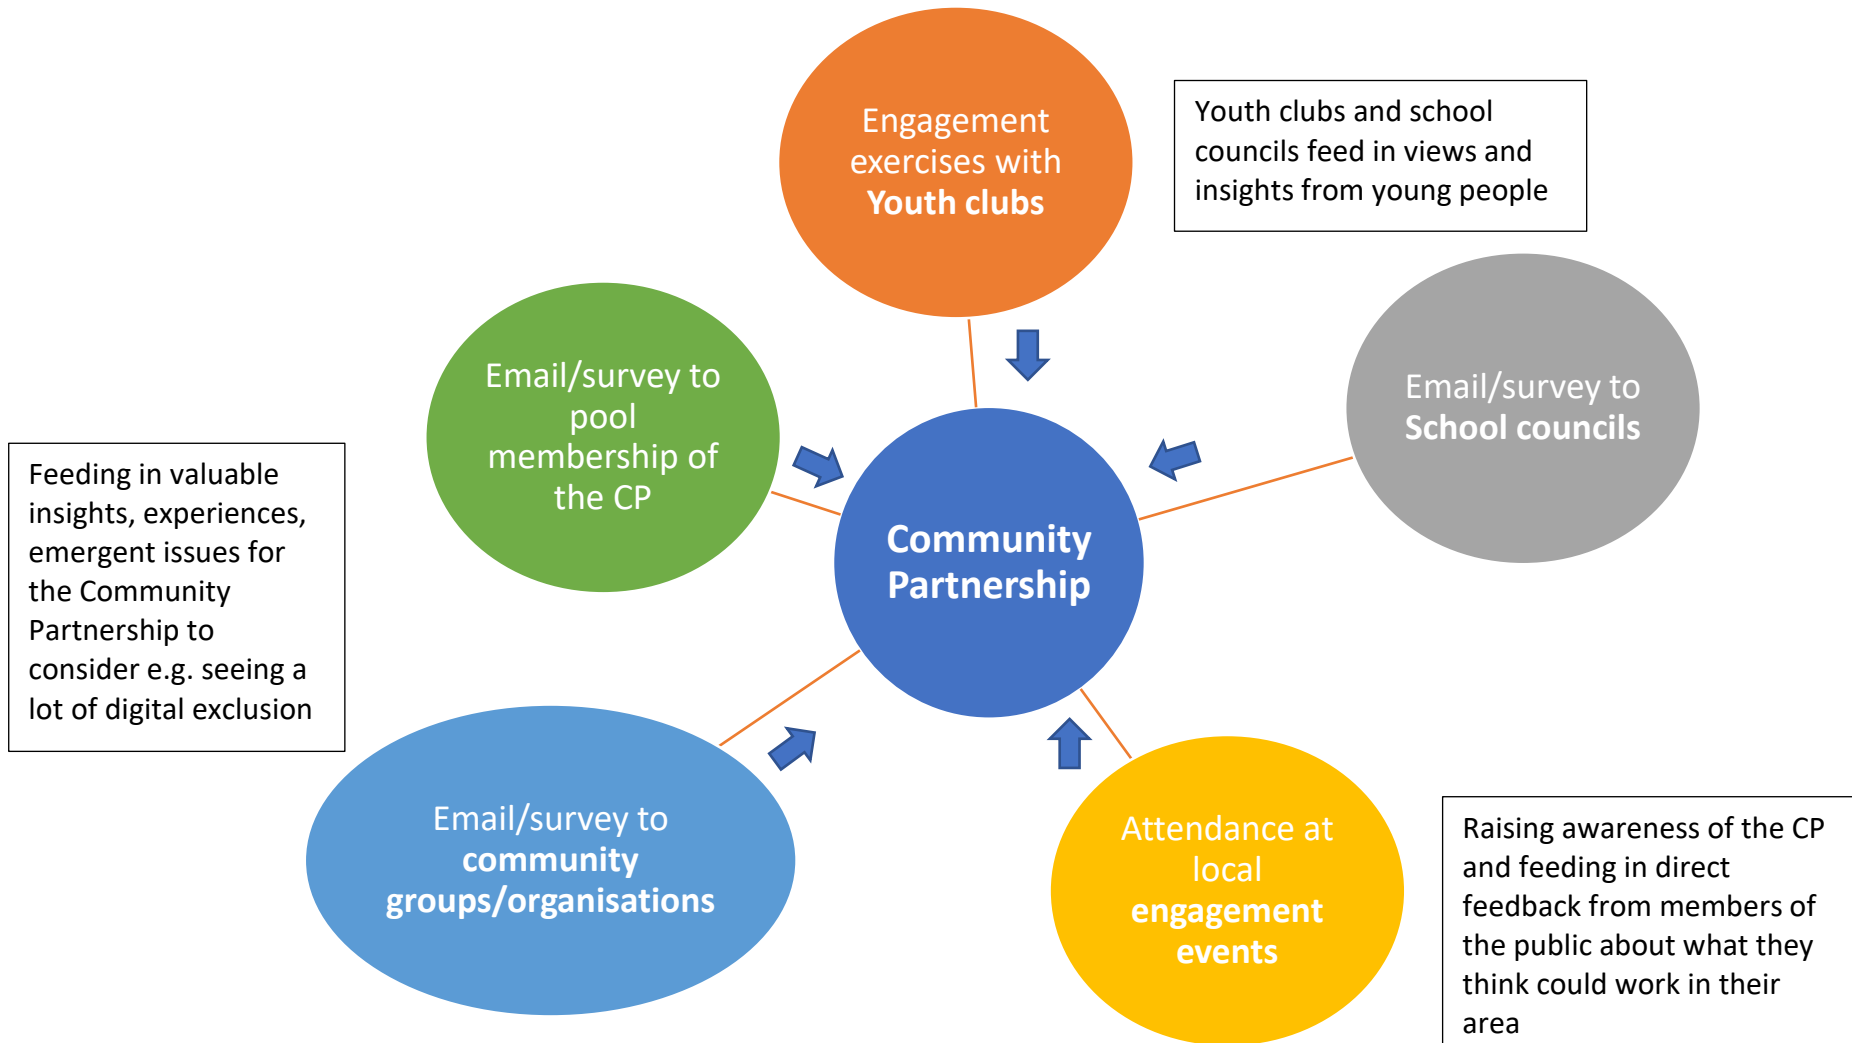 Engagement
exercises with
Youth clubs
Youth clubs and school
councils feed in views and
insights from young people
Email/survey to
pool
membership of
the CP
Email/survey to
School councils
Feeding in valuable
insights, experiences,
emergent issues for
the Community
Partnership to
consider e.g. seeing a
lot of digital exclusion
Community
Partnership
Email/survey to
community
groups/organisations
Attendance at
local
engagement
events
Raising awareness of the CP
and feeding in direct
feedback from members of
the public about what they
think could work in their
area